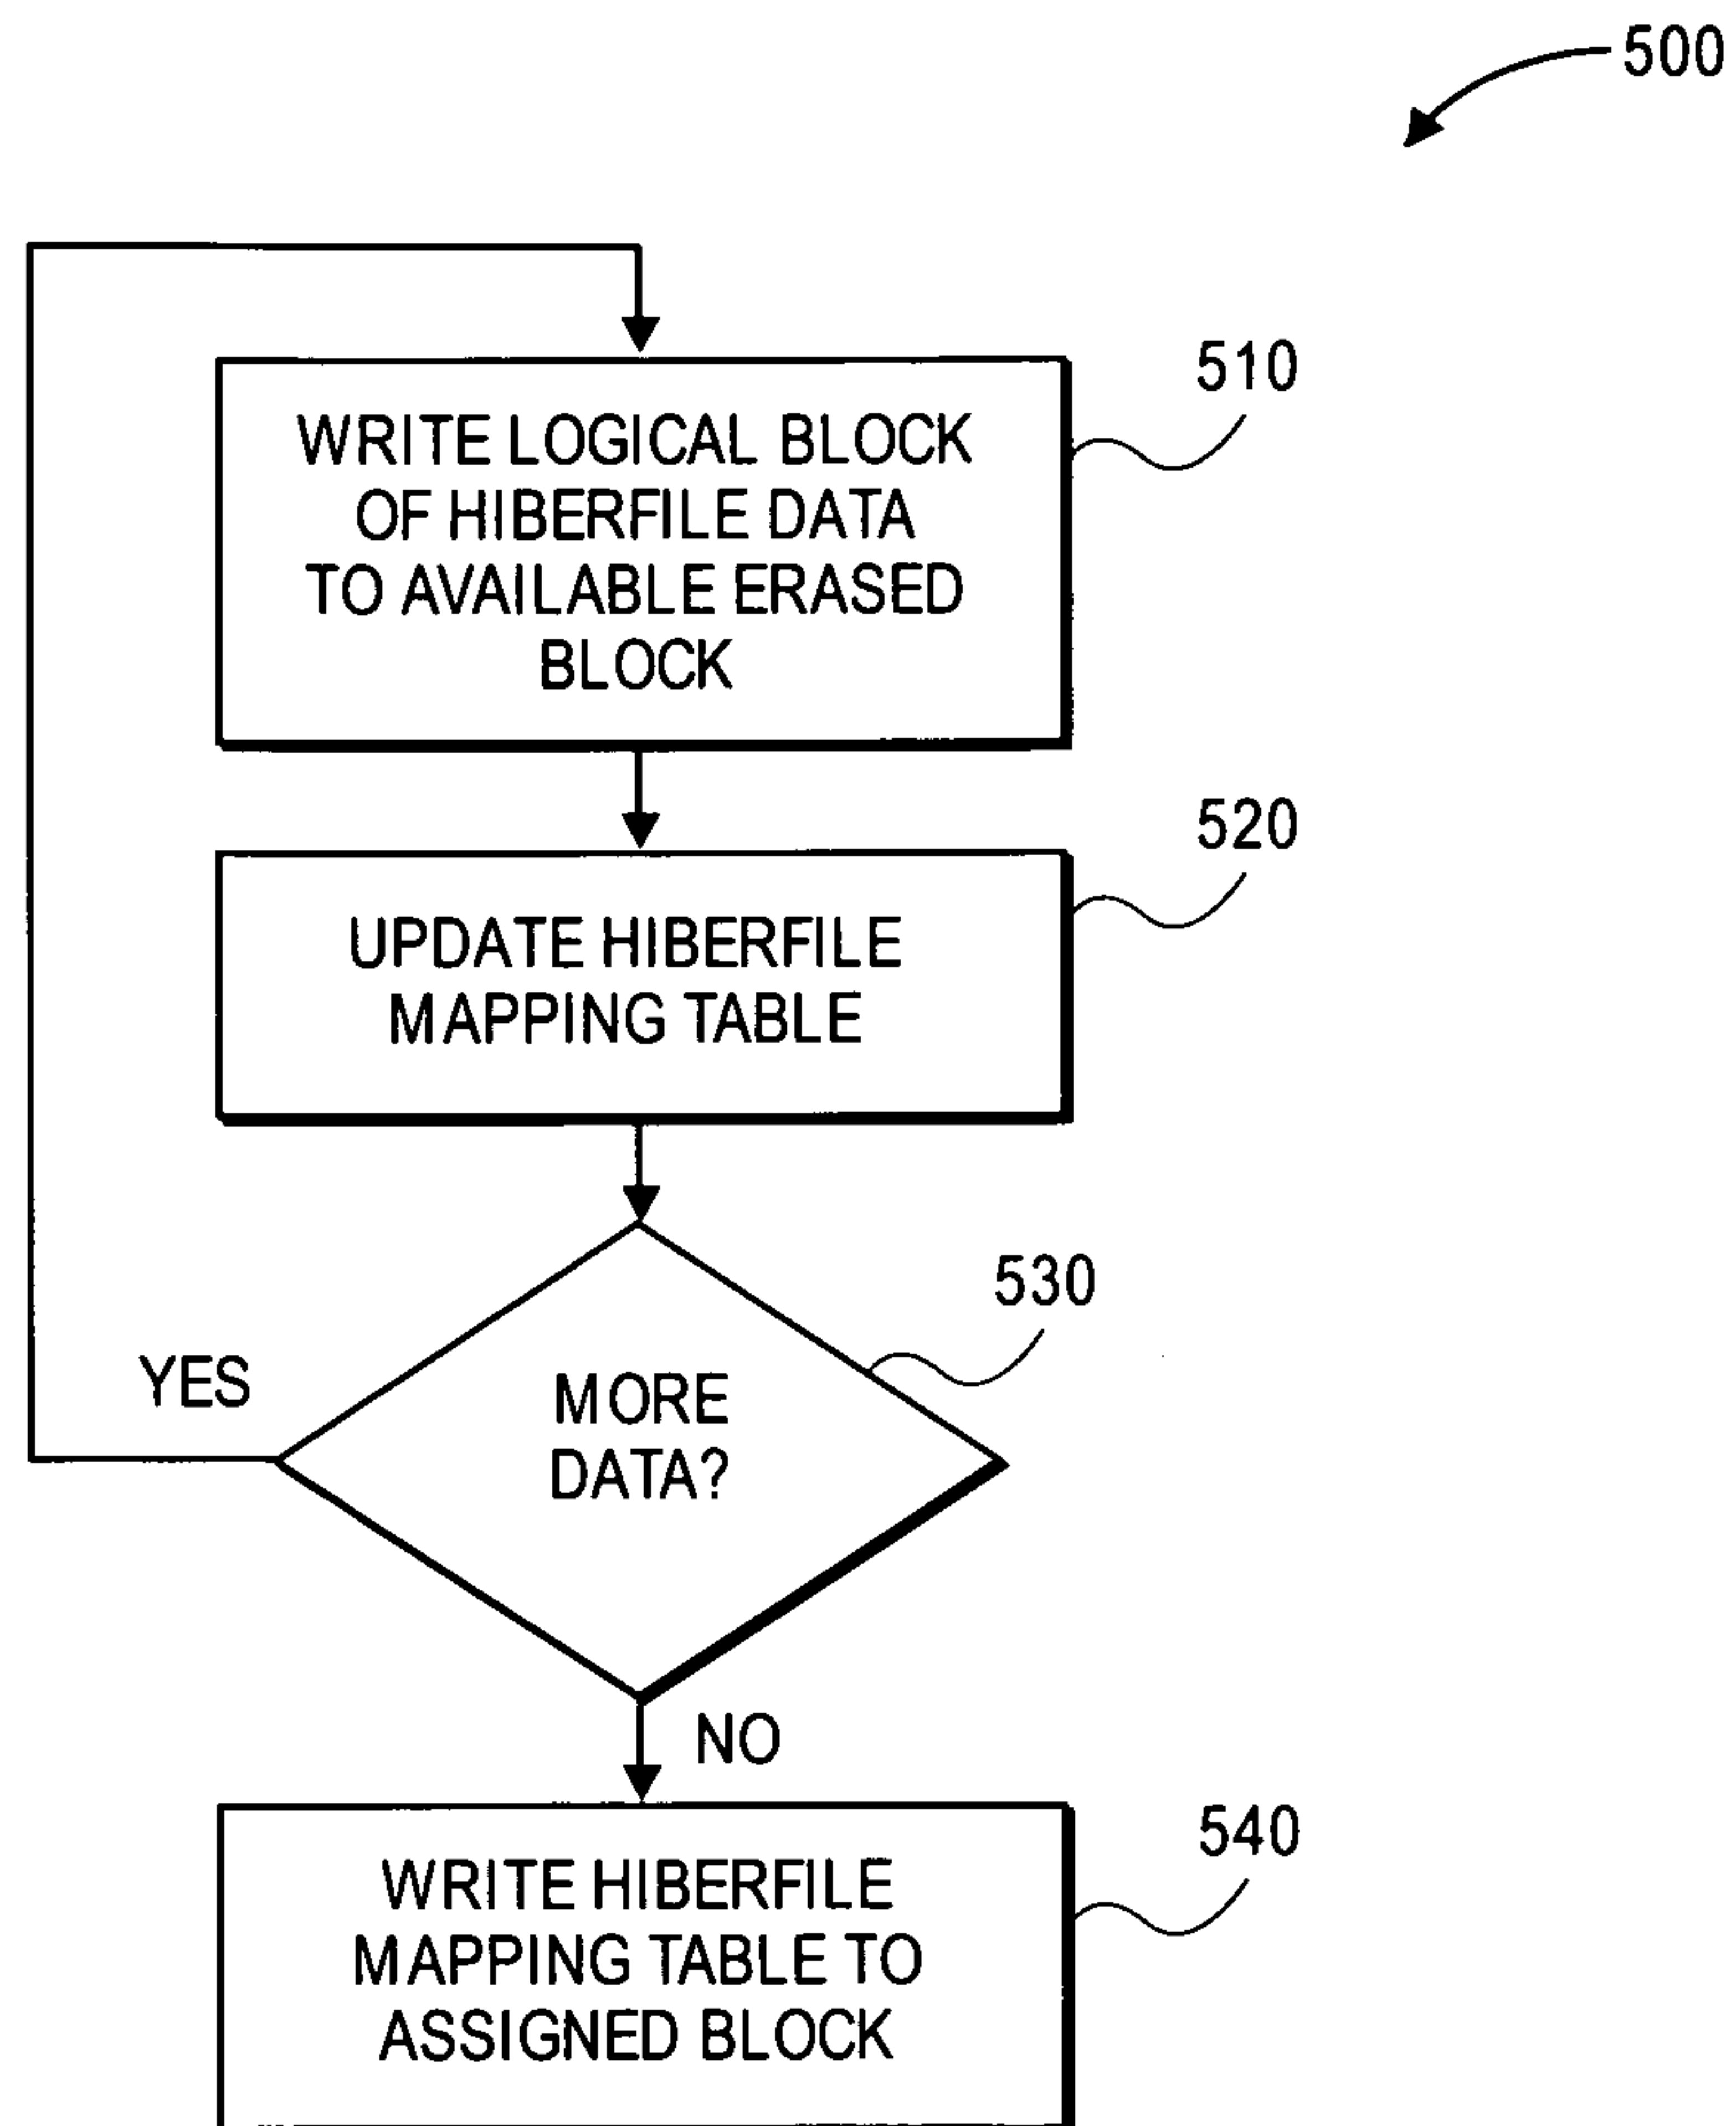 500
510
WRITE LOGICAL BLOCK
OF HIBERFILE DATA
TO AVAILABLE ERASED
BLOCK
520
UPDATE HIBERFILE
MAPPING TABLE
530
YES
MORE
DATA?
NO
540
WRITE HIBERFILE
MAPPING TABLE TO
ASSIGNED BLOCK